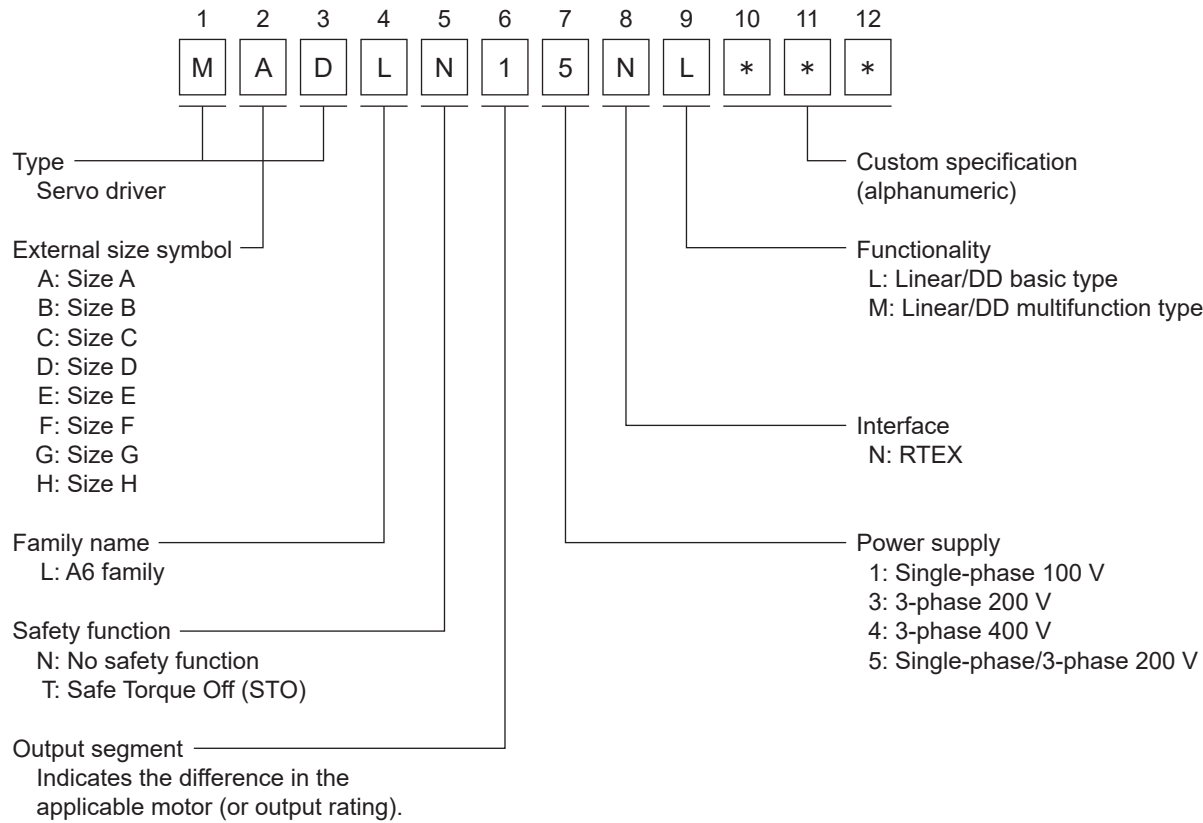 1 2 3 4 5 6 7 8 9 10 11 12
M A D L N 1 5 N L * * *
Type
Servo driver
External size symbol
A: Size A
B: Size B
C: Size C
D: Size D
E: Size E
F: Size F
G: Size G
H: Size H
Family name
L: A6 family
Safety function
N: No safety function
T: Safe Torque Off (STO)
Output segment
Indicates the difference in the
applicable motor (or output rating).
Custom specification
(alphanumeric)
Functionality
L: Linear/DD basic type
M: Linear/DD multifunction type
Interface
N: RTEX
Power supply
1: Single-phase 100 V
3: 3-phase 200 V
4: 3-phase 400 V
5: Single-phase/3-phase 200 V